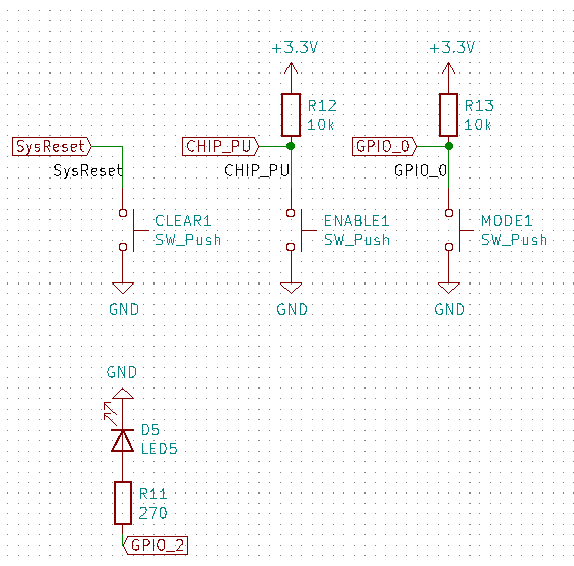 +3.3V
R12
10k
CHIP_PU
CHIP_PU
ENABLE1
SW_Push
GND
+3.3V
R13
10k
GPIO_0
GPIO_0
MODE1
SW_Push
GND
SysReset
SysReset
CLEAR1
SW_Push
GND
GND
D5
LED5
R11
270
GPIO_2